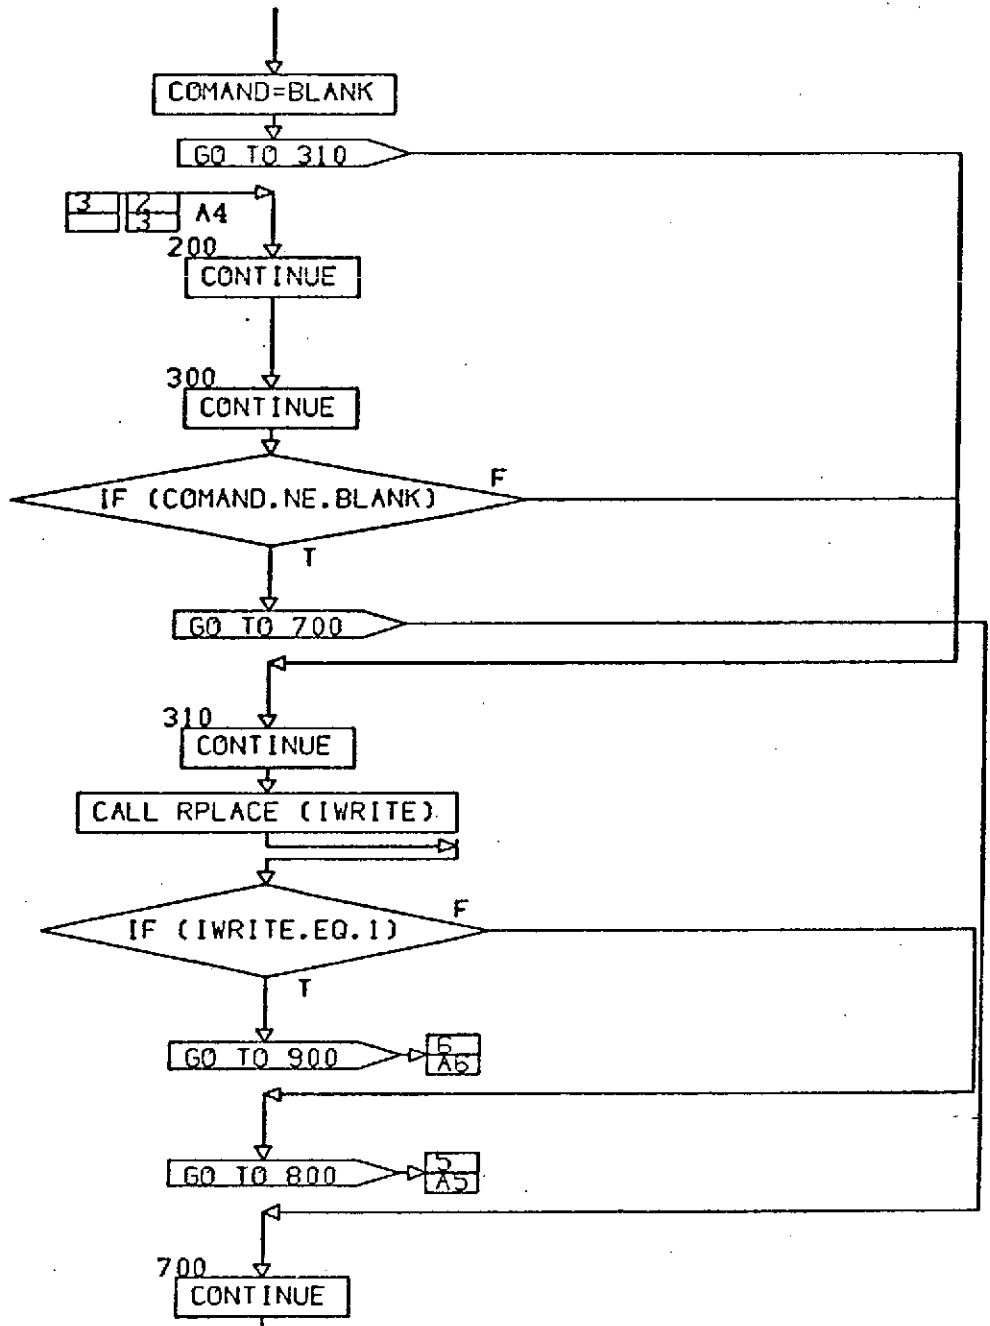 COMAND=BLANK
GO TO 310
3 2
3
A4
200
CONTINUE
300
CONTINUE
F
IF (COMAND.NE.BLANK)
T
GO TO 700
310
CONTINUE
CALL RPLACE (IWRITE)
F
IF (IWRITE.EQ.1)
T
GO TO 900
6
A6
GO TO 800
5
A5
700
CONTINUE